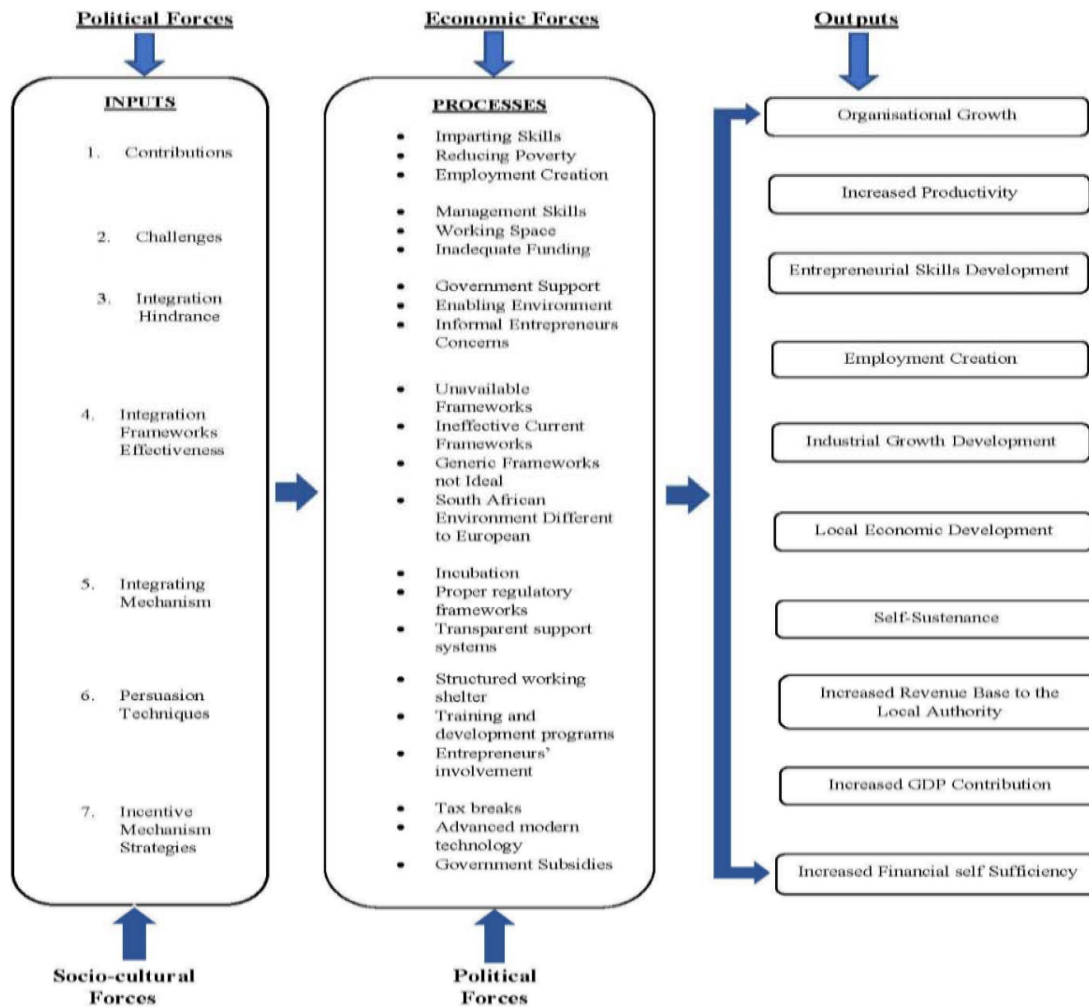 Political Forces
Economic Forces
Outputs
INPUTS
1. Contributions
2. Challenges
3. Integration
Hindrance
4. Integration
Frameworks
Effectiveness
5. Integrating
Mechanism
6. Persuasion
Techniques
7. Incentive
Mechanism
Strategies
PROCESSES
• Imparting Skills
• Reducing Poverty
• Employment Creation
• Management Skills
• Working Space
• Inadequate Funding
• Government Support
• Enabling Environment
• Informal Entrepreneurs
Concerns
• Unavailable
Frameworks
• Ineffective Current
Frameworks
• Generic Frameworks
not Ideal
• South African
Environment Different
to European
• Incubation
• Proper regulatory
frameworks
• Transparent support
systems
• Structured working
shelter
• Training and
development programs
• Entrepreneurs'
involvement
• Tax breaks
• Advanced modern
technology
• Government Subsidies
Organisational Growth
Increased Productivity
Entrepreneurial Skills Development
Employment Creation
Industrial Growth Development
Local Economic Development
Self-Sustenance
Increased Revenue Base to the
Local Authority
Increased GDP Contribution
Increased Financial self Sufficiency
Socio-cultural
Forces
Political
Forces